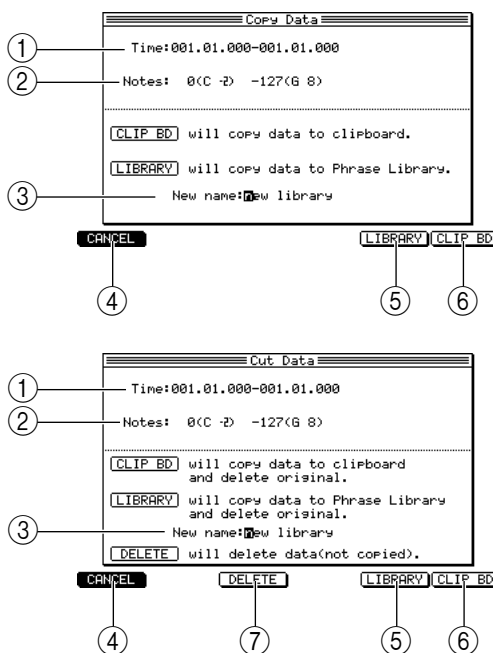 Copy Data
① Time:001.01.000-001.01.000
② Notes: 0(C -2) -127(G 8)
CLIP BD will copy data to clipboard.
LIBRARY will copy data to Phrase Library.
③ New name:new library
CANCEL LIBRARY CLIP BD
④ ⑤ ⑥
Cut Data
① Time:001.01.000-001.01.000
② Notes: 0(C -2) -127(G 8)
CLIP BD will copy data to clipboard
and delete original.
LIBRARY will copy data to Phrase Library
and delete original.
③ New name:new library
DELETE will delete data(not copied).
CANCEL DELETE LIBRARY CLIP BD
④ ⑦ ⑤ ⑥